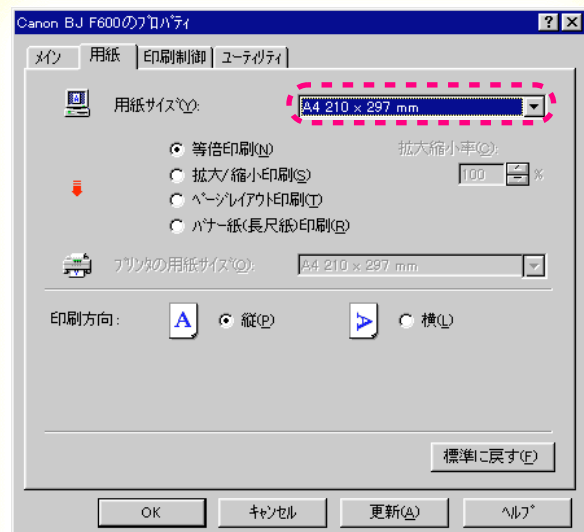 Canon BJ F600のﾌﾟﾛﾊﾟﾃｨ
ﾒｲﾝ 用紙 印刷制御 ﾕｰﾃｨﾘﾃｨ
用紙ｻｲｽﾞ(Y): A4 210 x 297 mm
等倍印刷(N) 拡大縮小率(C):
拡大/縮小印刷(S) 100 %
ﾍﾟｰｼﾞﾚｲｱｳﾄ印刷(T)
ﾊﾞﾅｰ紙(長尺紙)印刷(R)
ﾌﾟﾘﾝﾀの用紙ｻｲｽﾞ(O): A4 210 x 297 mm
印刷方向: A 縦(P) A 横(L)
標準に戻す(F)
OK ｷｬﾝｾﾙ 更新(A) ﾍﾙﾌﾟ